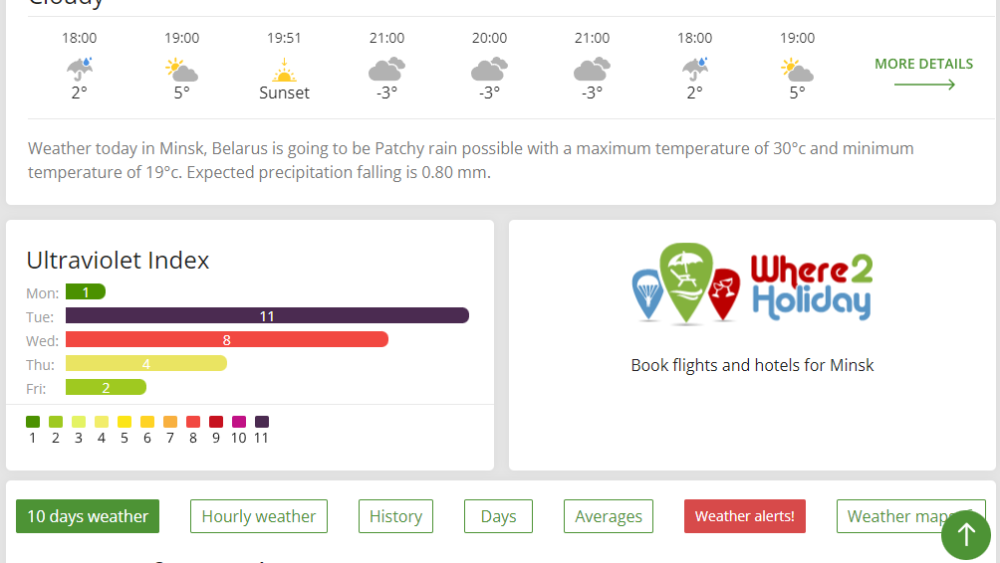 Cloudy
18:00 19:00 19:51 21:00 20:00 21:00 18:00 19:00
2° 5° Sunset -3° -3° -3° 2° 5°
MORE DETAILS
Weather today in Minsk, Belarus is going to be Patchy rain possible with a maximum temperature of 30°c and minimum
temperature of 19°c. Expected precipitation falling is 0.80 mm.
Ultraviolet Index
Mon: 1
Tue: 11
Wed: 8
Thu: 4
Fri: 2
1 2 3 4 5 6 7 8 9 10 11
Where2
Holiday
Book flights and hotels for Minsk
10 days weather Hourly weather History Days Averages Weather alerts! Weather maps